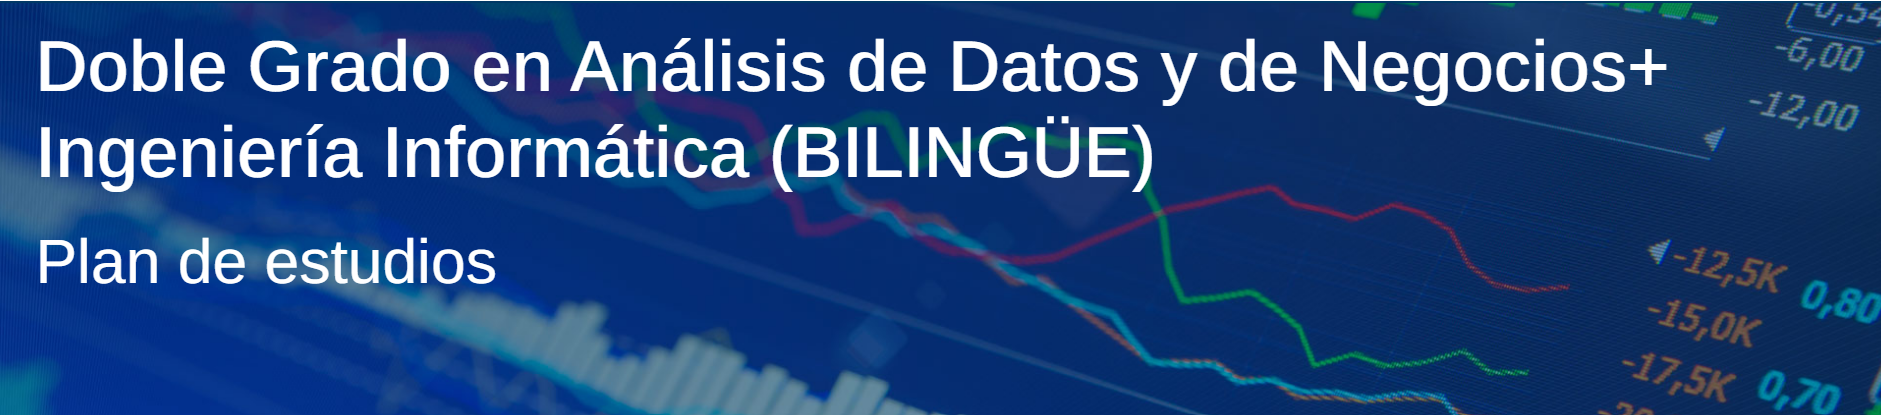 Doble Grado en Análisis de Datos y de Negocios+
Ingeniería Informática (BILINGÜE)
Plan de estudios
-0,54
-6,00
-12,00
-12,5K
0,80
-15,0K
-17,5K
0,70